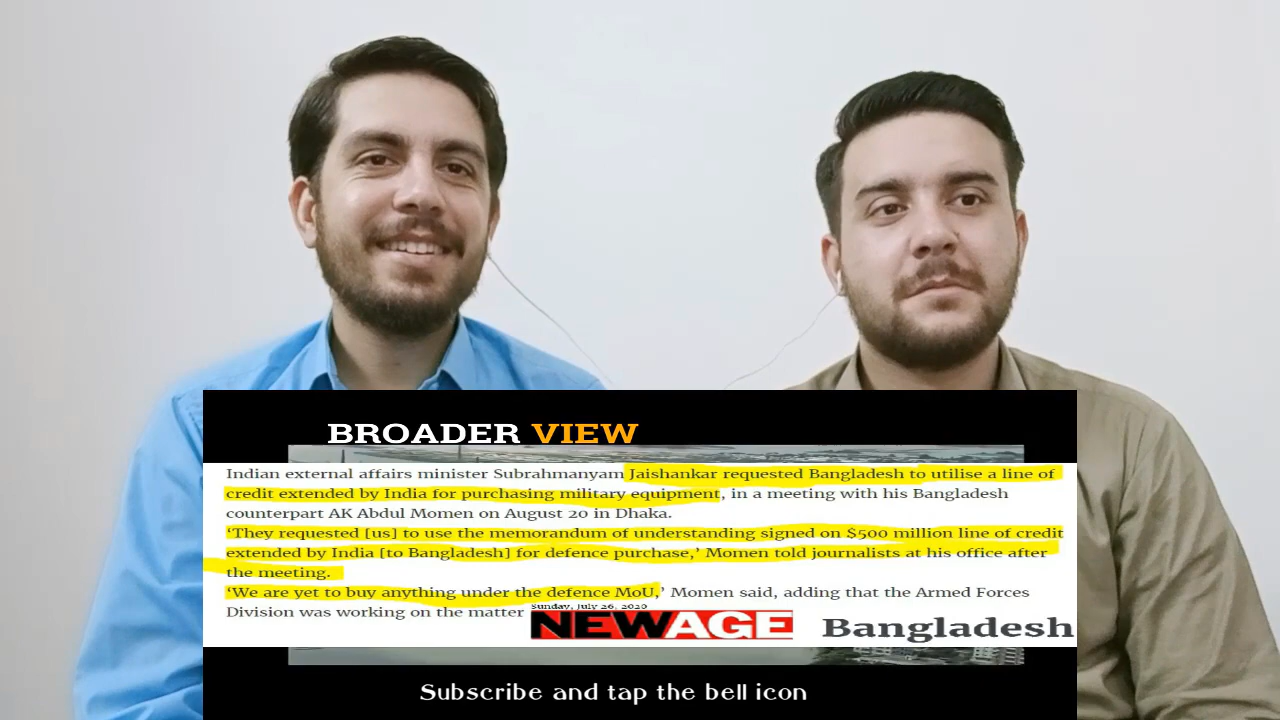 BROADER VIEW
Indian external affairs minister Subrahmanyam Jaishankar requested Bangladesh to utilise a line of
credit extended by India for purchasing military equipment, in a meeting with his Bangladesh
counterpart AK Abdul Momen on August 20 in Dhaka.
‘They requested [us] to use the memorandum of understanding signed on $500 million line of credit
extended by India [to Bangladesh] for defence purchase,’ Momen told journalists at his office after
the meeting.
‘We are yet to buy anything under the defence MoU,’ Momen said, adding that the Armed Forces
Division was working on the matter
Sunday, July 26, 2020
NEWAGE Bangladesh
Subscribe and tap the bell icon